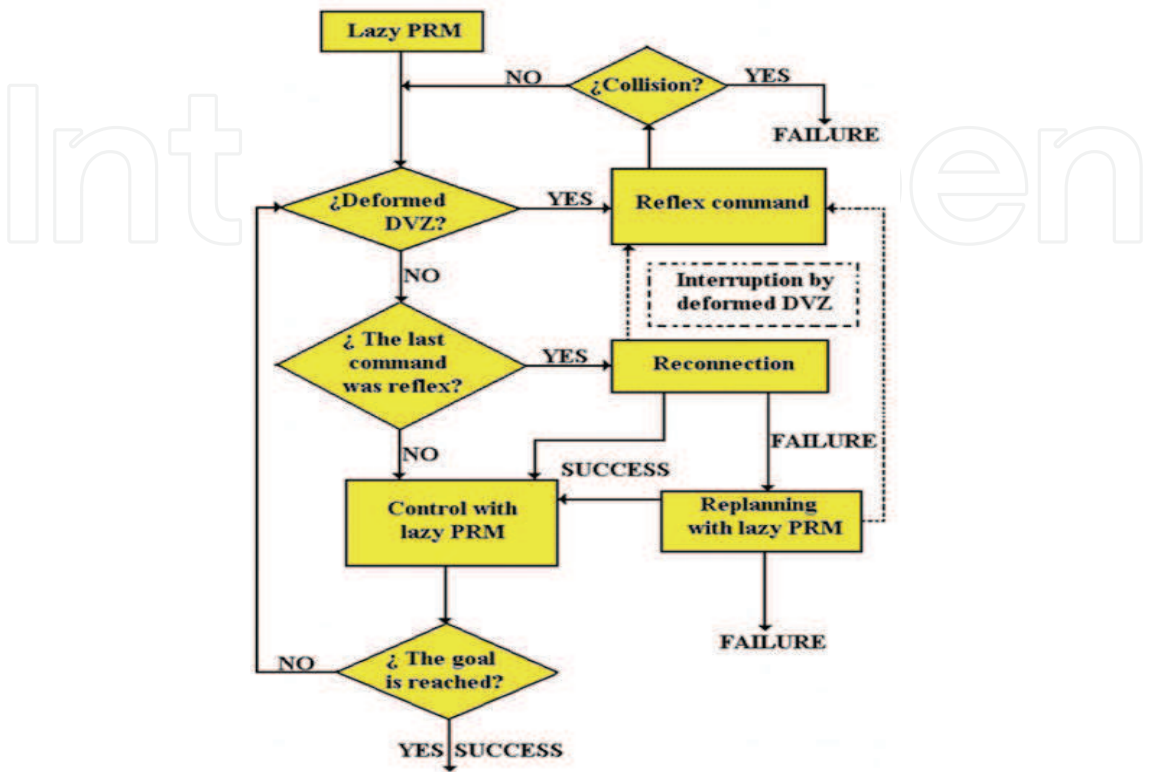 Lazy PRM
NO
¿Collision?
YES
FAILURE
¿Deformed
DVZ?
YES
Reflex command
NO
Interruption by
deformed DVZ
¿ The last
command
was reflex?
YES
Reconnection
NO
FAILURE
SUCCESS
Control with
lazy PRM
Replanning
with lazy PRM
FAILURE
NO
¿ The goal
is reached?
YES SUCCESS
Int
en